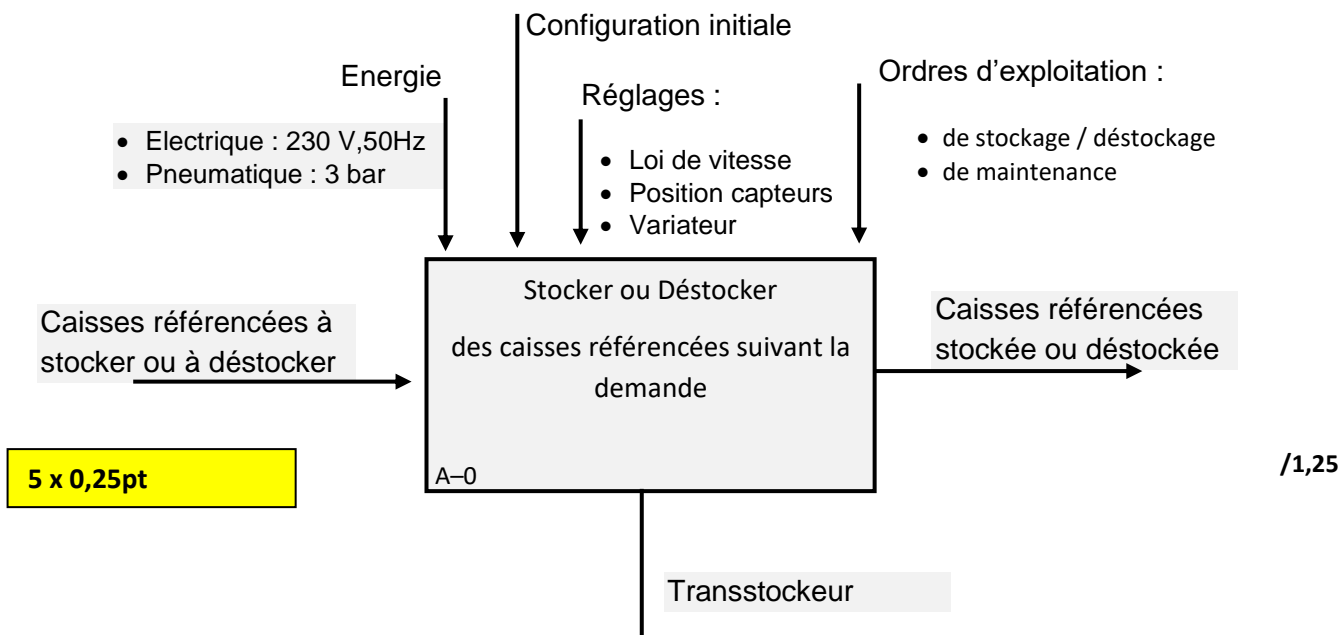 Configuration initiale
Energie
Ordres d’exploitation :
Réglages :
• Electrique : 230 V,50Hz
• Pneumatique : 3 bar
• de stockage / déstockage
• de maintenance
• Loi de vitesse
• Position capteurs
• Variateur
Stocker ou Déstocker
des caisses référencées suivant la
demande
Caisses référencées à
stocker ou à déstocker
Caisses référencées
stockée ou déstockée
A–0
5 x 0,25pt
/1,25
Transstockeur